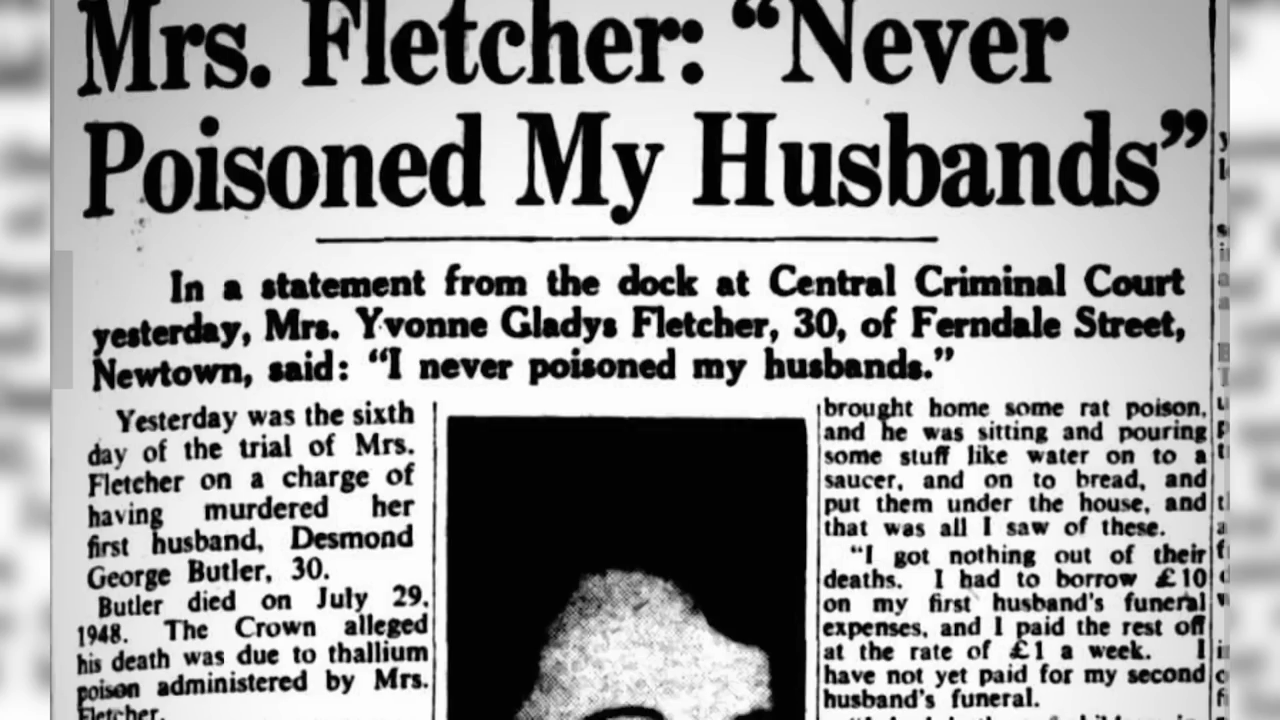 Mrs. Fletcher: “Never
Poisoned My Husbands”
In a statement from the dock at Central Criminal Court
yesterday, Mrs. Yvonne Gladys Fletcher, 30, of Ferndale Street,
Newtown, said: “I never poisoned my husbands.”
Yesterday was the sixth
day of the trial of Mrs.
Fletcher on a charge of
having murdered her
first husband, Desmond
George Butler, 30.
Butler died on July 29,
1948. The Crown alleged
his death was due to thallium
poison administered by Mrs.
Fletcher.
brought home some rat poison,
and he was sitting and pouring
some stuff like water on to a
saucer, and on to bread, and
put them under the house, and
that was all I saw of these.
“I got nothing out of their
deaths. I had to borrow £10
on my first husband's funeral
expenses, and I paid the rest off
at the rate of £1 a week. I
have not yet paid for my second
husband's funeral.